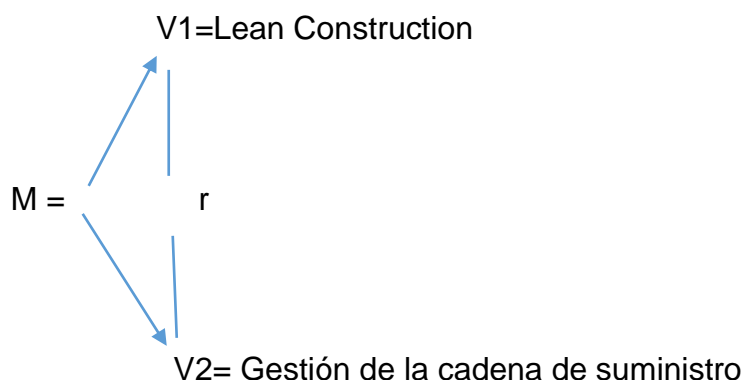 V1=Lean Construction
M =
r
V2= Gestión de la cadena de suministro